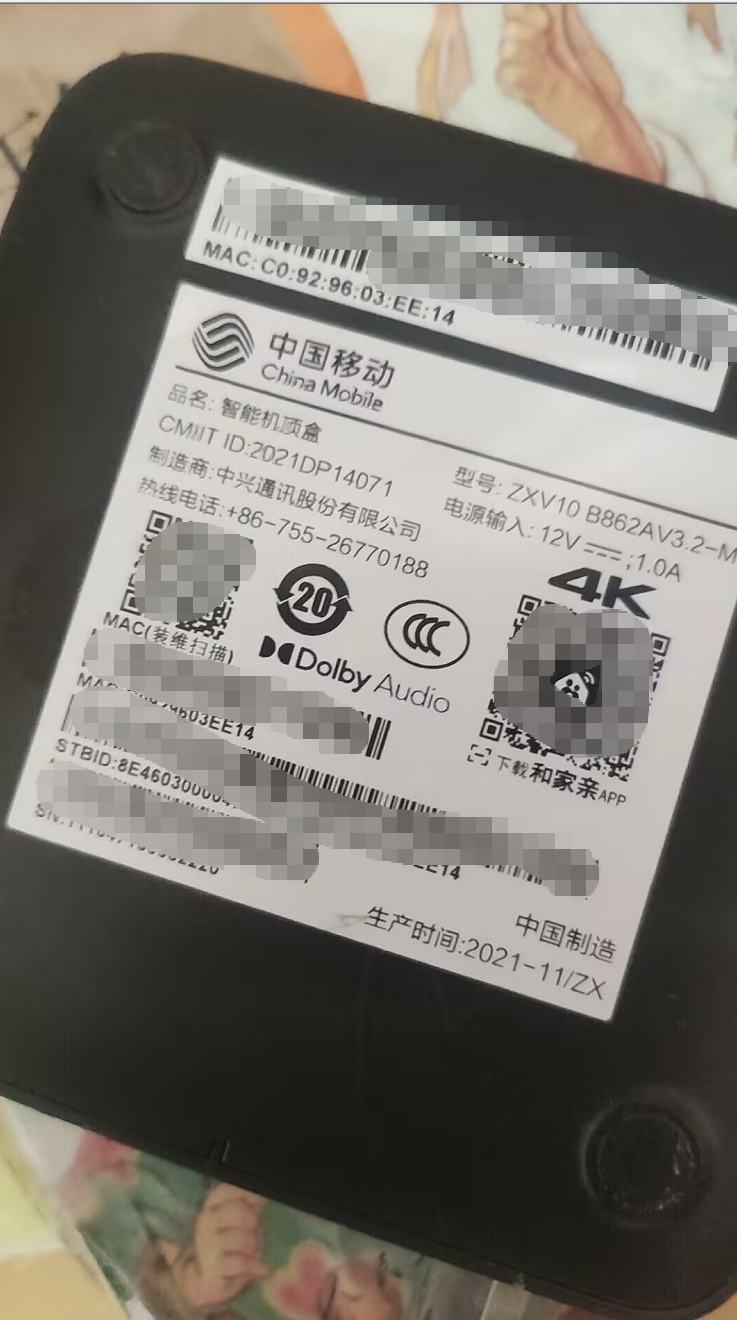 MAC:C0:92:96:03:EE:14
中国移动
China Mobile
品名: 智能机顶盒
CMIIT ID:2021DP14071
型号: ZXV10 B862AV3.2-M
制造商:中兴通讯股份有限公司
电源输入: 12V ;1.0A
热线电话:+86-755-26770188
4K
20
CCC
MAC(装维扫描)
Dolby Audio
下载和家亲APP
9603EE14
STBID:8E460300004
EE14
中国制造
生产时间:2021-11/ZX